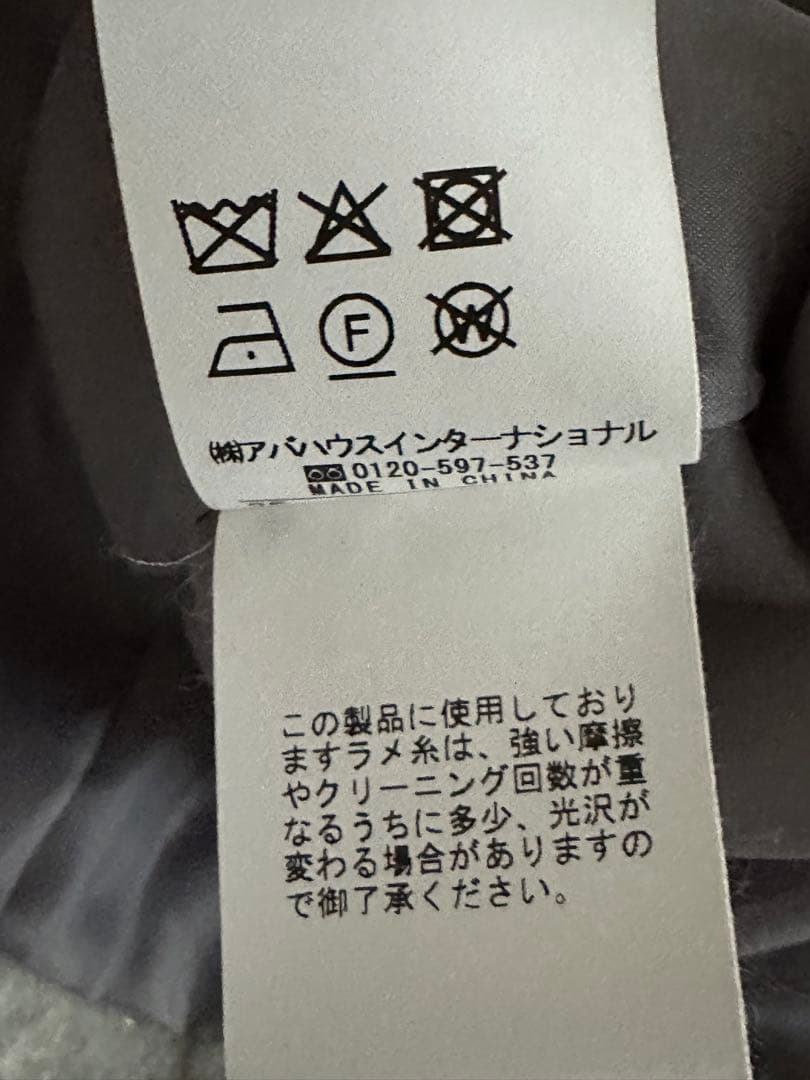 F
W
㈱アバハウスインターナショナル
0120-597-537
MADE IN CHINA
この製品に使用しており
ますラメ糸は、強い摩擦
やクリーニング回数が重
なるうちに多少、光沢が
変わる場合がありますの
で御了承ください。